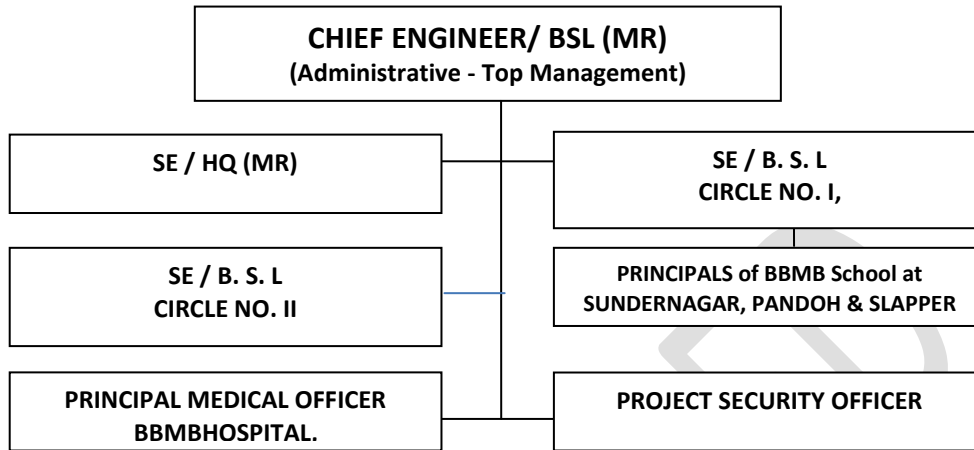 CHIEF ENGINEER/ BSL (MR)
(Administrative - Top Management)
SE / HQ (MR)
SE / B. S. L
CIRCLE NO. I,
SE / B. S. L
CIRCLE NO. II
PRINCIPALS of BBMB School at
SUNDERNAGAR, PANDOH & SLAPPER
PRINCIPAL MEDICAL OFFICER
BBMBHOSPITAL.
PROJECT SECURITY OFFICER